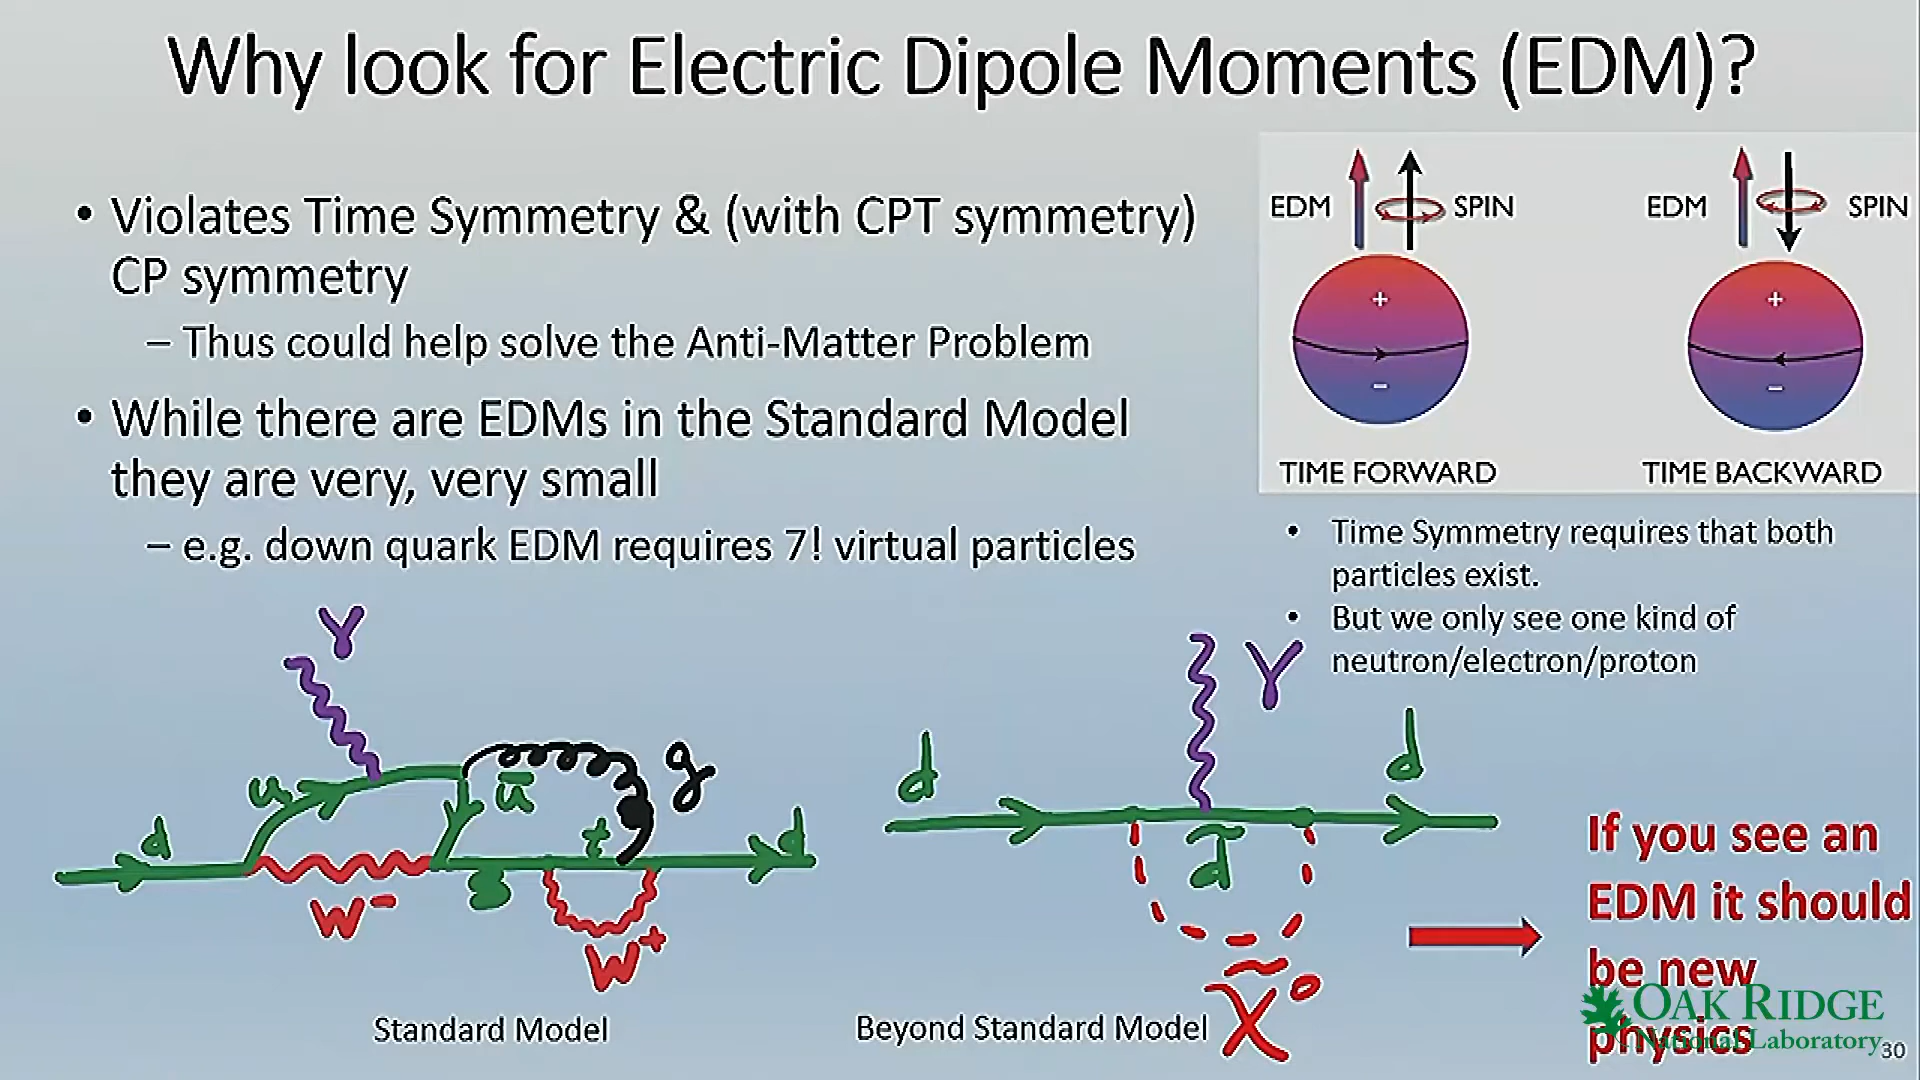 Why look for Electric Dipole Moments (EDM)?
• Violates Time Symmetry & (with CPT symmetry)
CP symmetry
– Thus could help solve the Anti-Matter Problem
• While there are EDMs in the Standard Model
they are very, very small
– e.g. down quark EDM requires 7! virtual particles
EDM SPIN
EDM SPIN
+
−
+
−
TIME FORWARD
TIME BACKWARD
• Time Symmetry requires that both
particles exist.
• But we only see one kind of
neutron/electron/proton
γ
d
u
ū
g
t
d
W⁻
W⁺
Standard Model
γ
d
d
d̃
χ̃⁰
Beyond Standard Model
If you see an
EDM it should
be new
physics
OAK RIDGE
National Laboratory
30